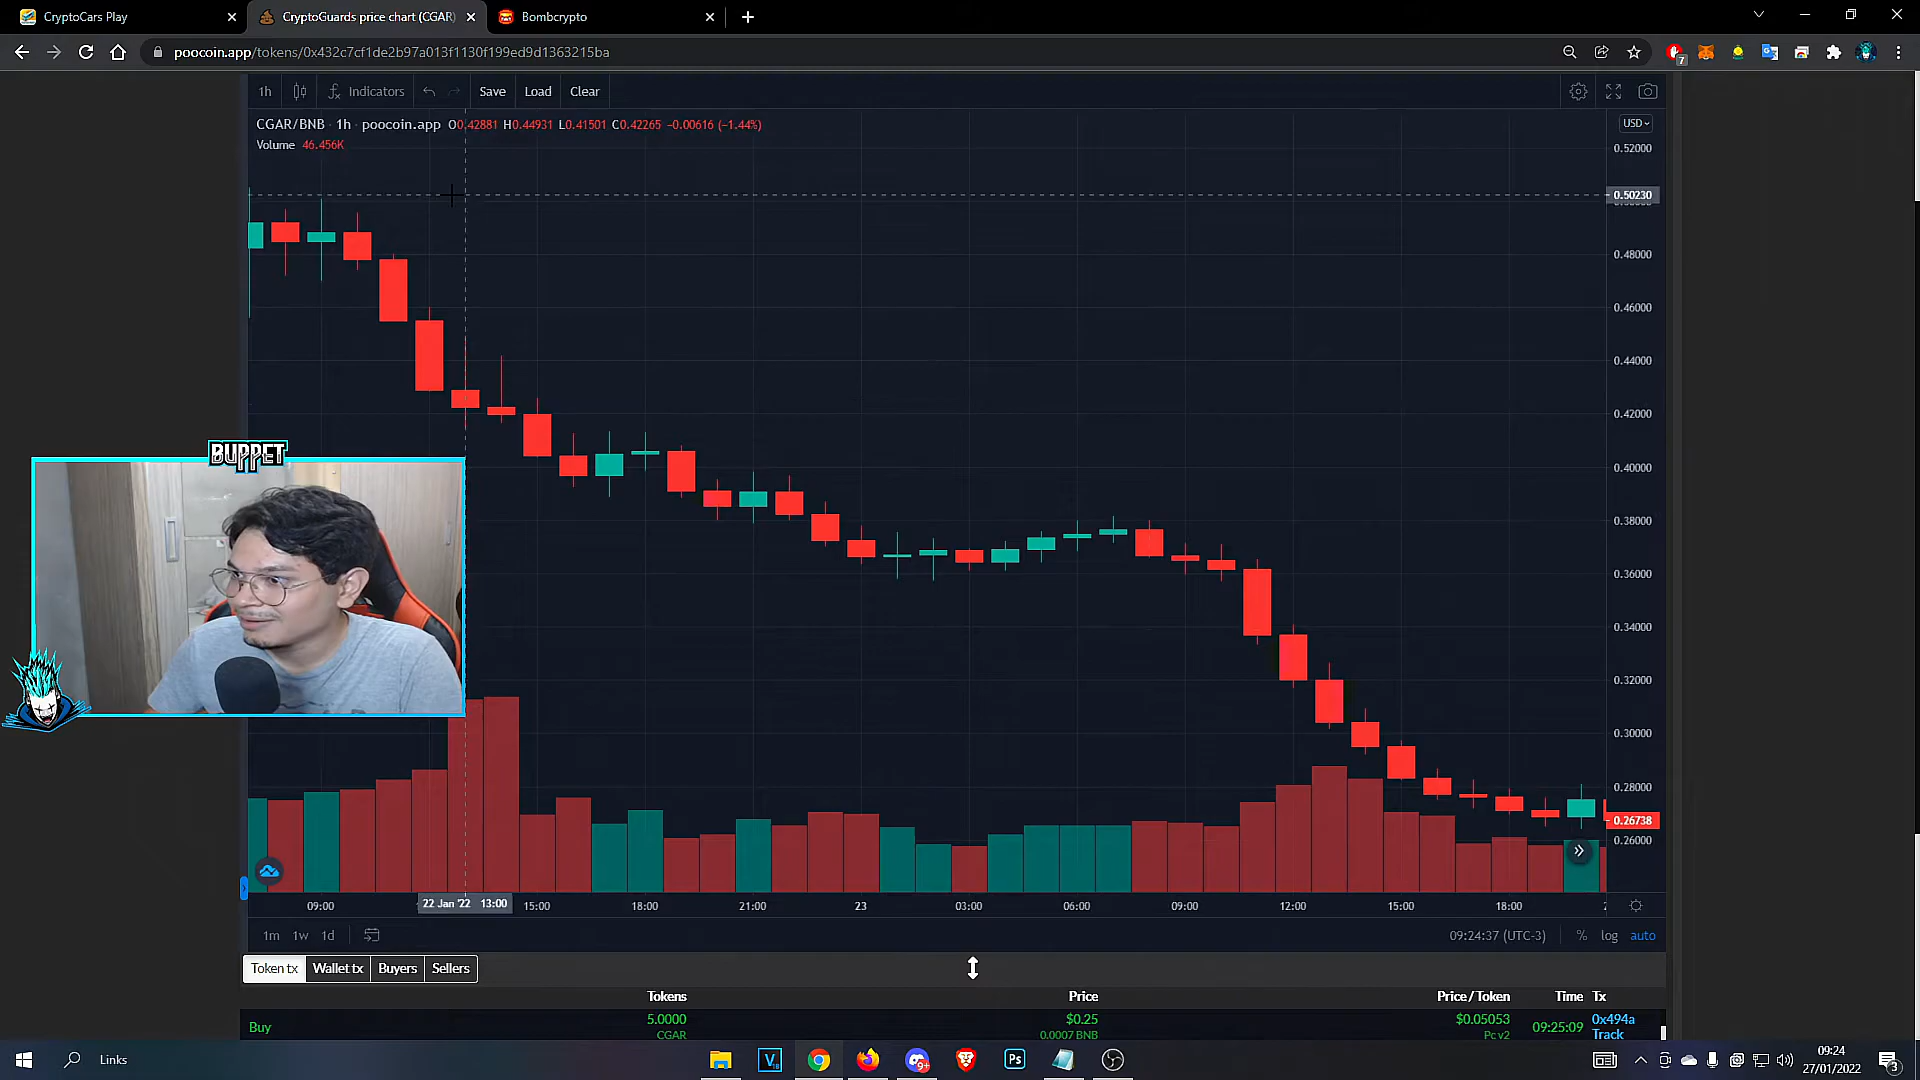 CryptoCars Play
CryptoGuards price chart (CGAR)
Bombcrypto
poocoin.app/tokens/0x432c7cf1de2b97a013f1130f199ed9d1363215ba
7
1h
Indicators
Save
Load
Clear
CGAR/BNB · 1h · poocoin.app O0.42881 H0.44931 L0.41501 C0.42265 −0.00616 (−1.44%)
Volume 46.456K
USD
0.52000
0.50230
0.48000
0.46000
0.44000
0.42000
0.40000
0.38000
0.36000
0.34000
0.32000
0.30000
0.28000
0.26738
0.26000
BUPPET
09:00
22 Jan '22 13:00
15:00
18:00
21:00
23
03:00
06:00
09:00
12:00
15:00
18:00
1m 1w 1d
09:24:37 (UTC-3)
% log auto
Token tx
Wallet tx
Buyers
Sellers
Tokens
Price
Price/Token
Time
Tx
Buy
5.0000
CGAR
$0.25
0.0007 BNB
$0.05053
Pc v2
09:25:09
0x494a
Track
Links
V
18
9+
Ps
09:24
27/01/2022
3